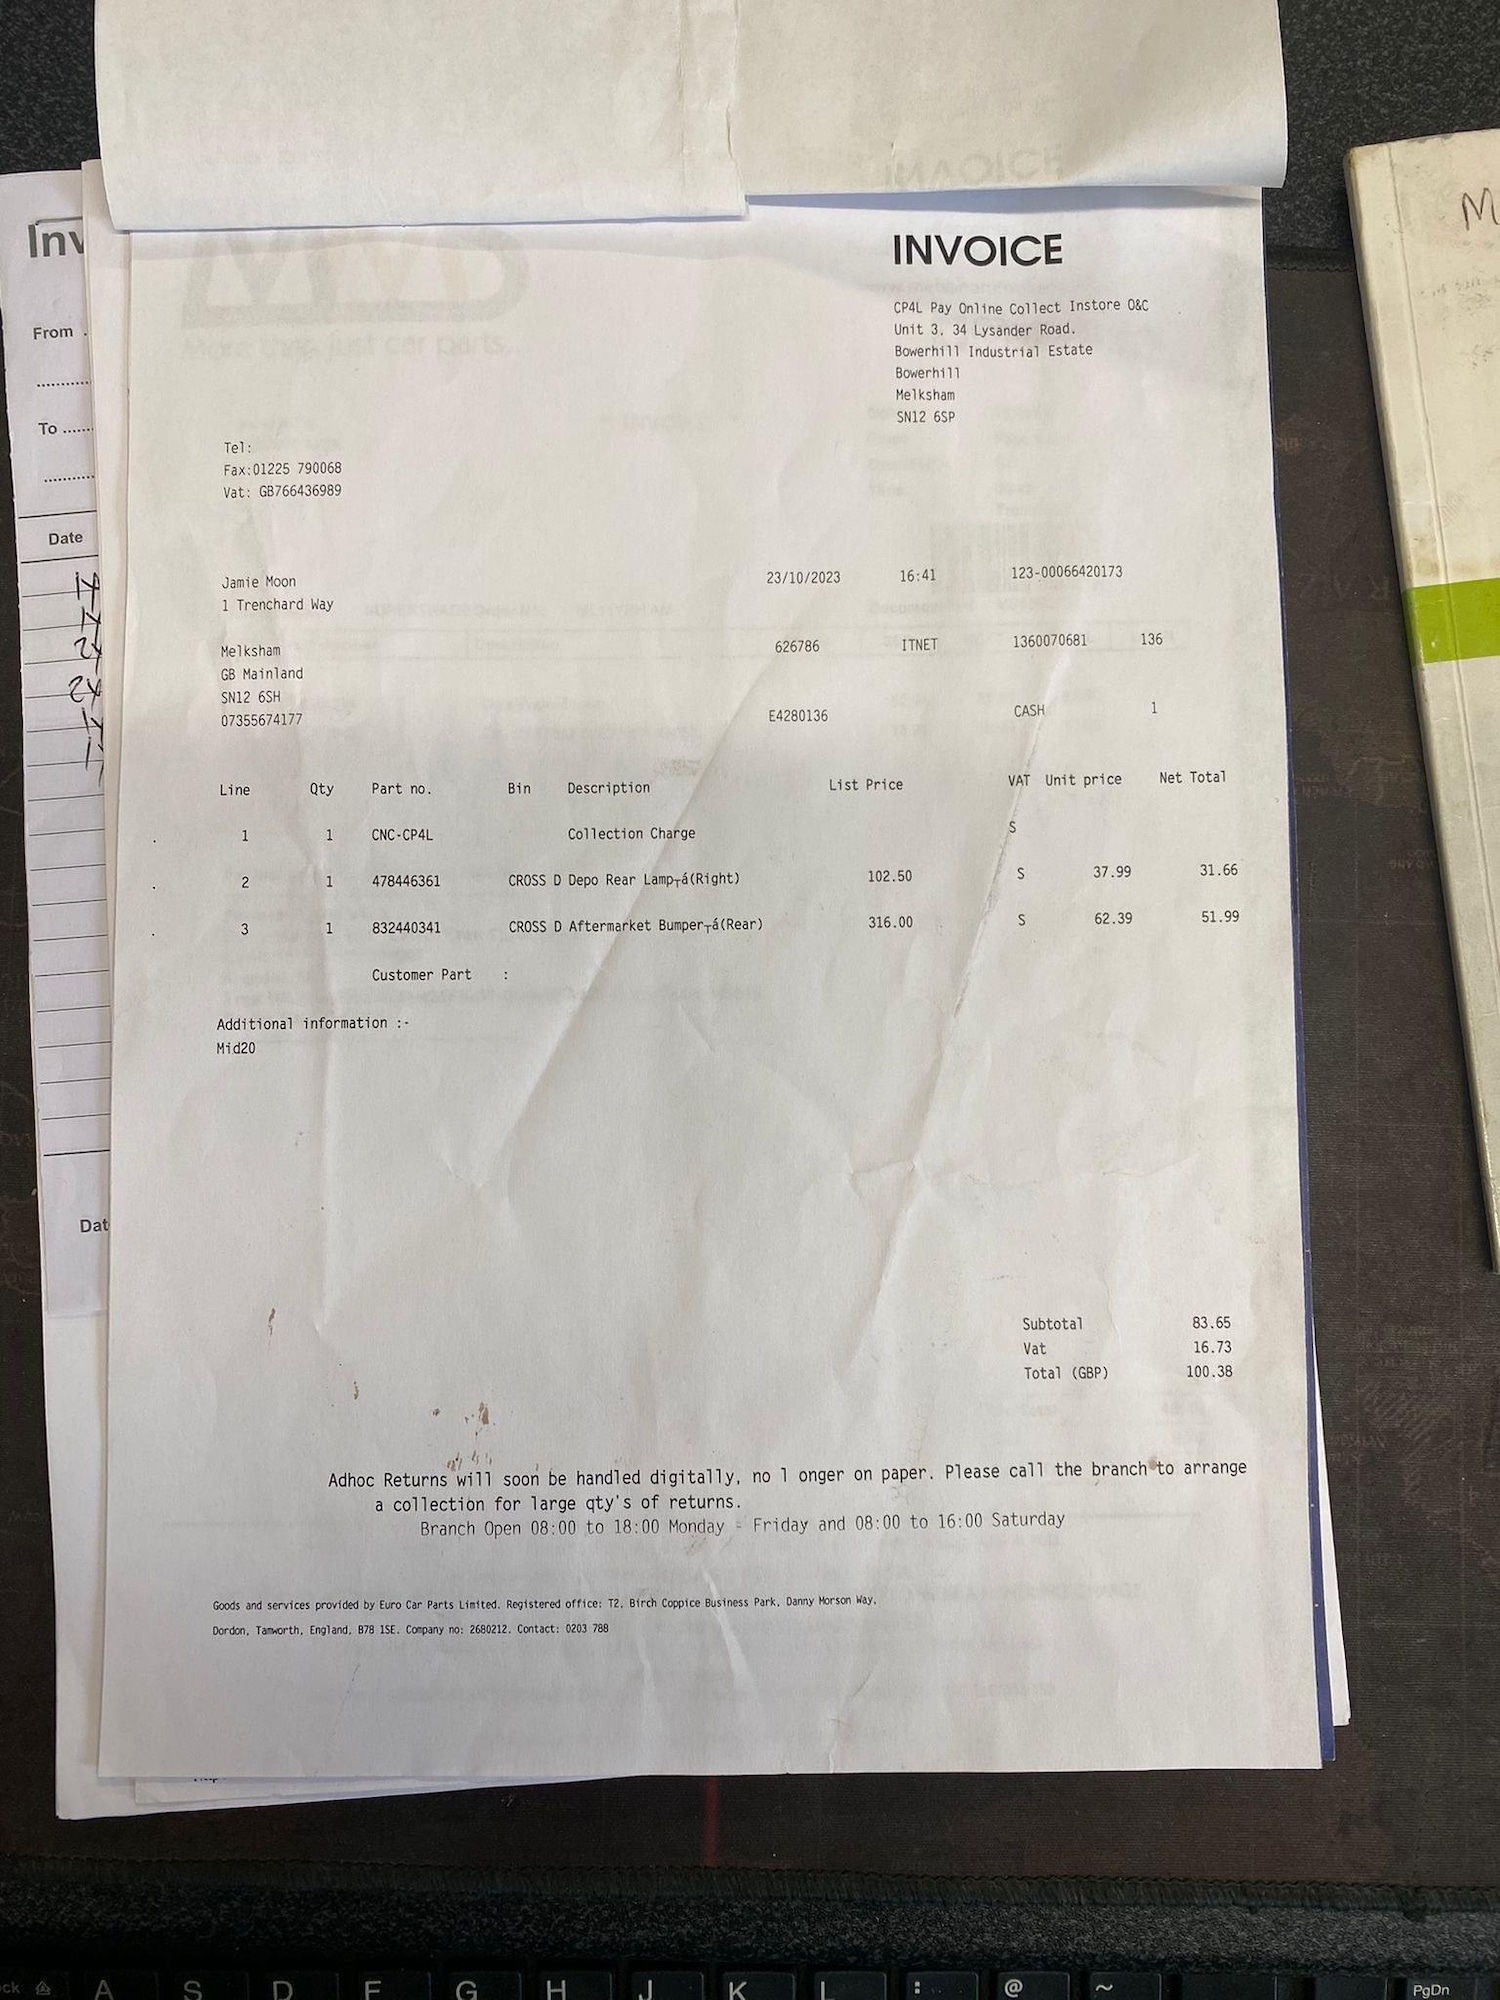 INVOICE
CP4L Pay Online Collect Instore O&C
Unit 3, 34 Lysander Road.
Bowerhill Industrial Estate
Bowerhill
Melksham
SN12 6SP
Tel:
Fax:01225 790068
Vat: GB766436989
Jamie Moon 23/10/2023 16:41 123-00066420173
1 Trenchard Way
Melksham 626786 ITNET 1360070681 136
GB Mainland
SN12 6SH
07355674177 E4280136 CASH 1
Line Qty Part no. Bin Description List Price VAT Unit price Net Total
1 1 CNC-CP4L Collection Charge S
2 1 478446361 CROSS D Depo Rear Lamp┬á(Right) 102.50 S 37.99 31.66
3 1 832440341 CROSS D Aftermarket Bumper┬á(Rear) 316.00 S 62.39 51.99
Customer Part :
Additional information :-
Mid20
Subtotal 83.65
Vat 16.73
Total (GBP) 100.38
Adhoc Returns will soon be handled digitally, no l onger on paper. Please call the branch to arrange
a collection for large qty's of returns.
Branch Open 08:00 to 18:00 Monday - Friday and 08:00 to 16:00 Saturday
Goods and services provided by Euro Car Parts Limited. Registered office: T2, Birch Coppice Business Park, Danny Morson Way,
Dordon, Tamworth, England, B78 1SE. Company no: 2680212. Contact: 0203 788
Inv
From
To
Date
x1
x1
x2
x2
x1
x1
Dat
M
A S D F G H J K L : @ ~ PgDn